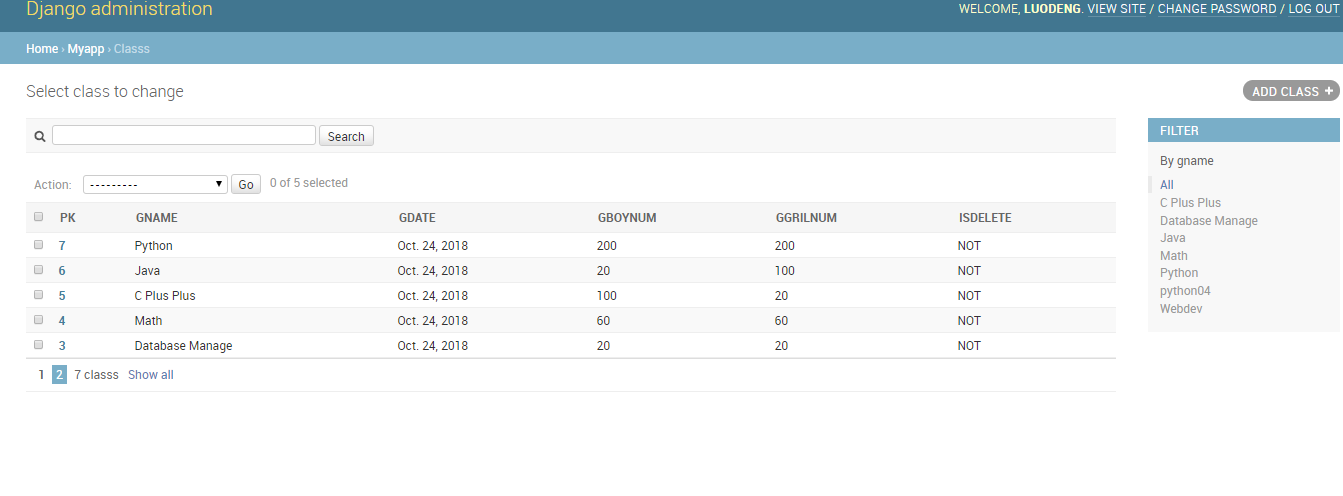 Django administration
WELCOME, LUODENG. VIEW SITE / CHANGE PASSWORD / LOG OUT
Home › Myapp › Classs
Select class to change
ADD CLASS +
Search
FILTER
By gname
All
C Plus Plus
Database Manage
Java
Math
Python
python04
Webdev
Action: --------- Go 0 of 5 selected
PK GNAME GDATE GBOYNUM GGRILNUM ISDELETE
7 Python Oct. 24, 2018 200 200 NOT
6 Java Oct. 24, 2018 20 100 NOT
5 C Plus Plus Oct. 24, 2018 100 20 NOT
4 Math Oct. 24, 2018 60 60 NOT
3 Database Manage Oct. 24, 2018 20 20 NOT
1 2 7 classs Show all